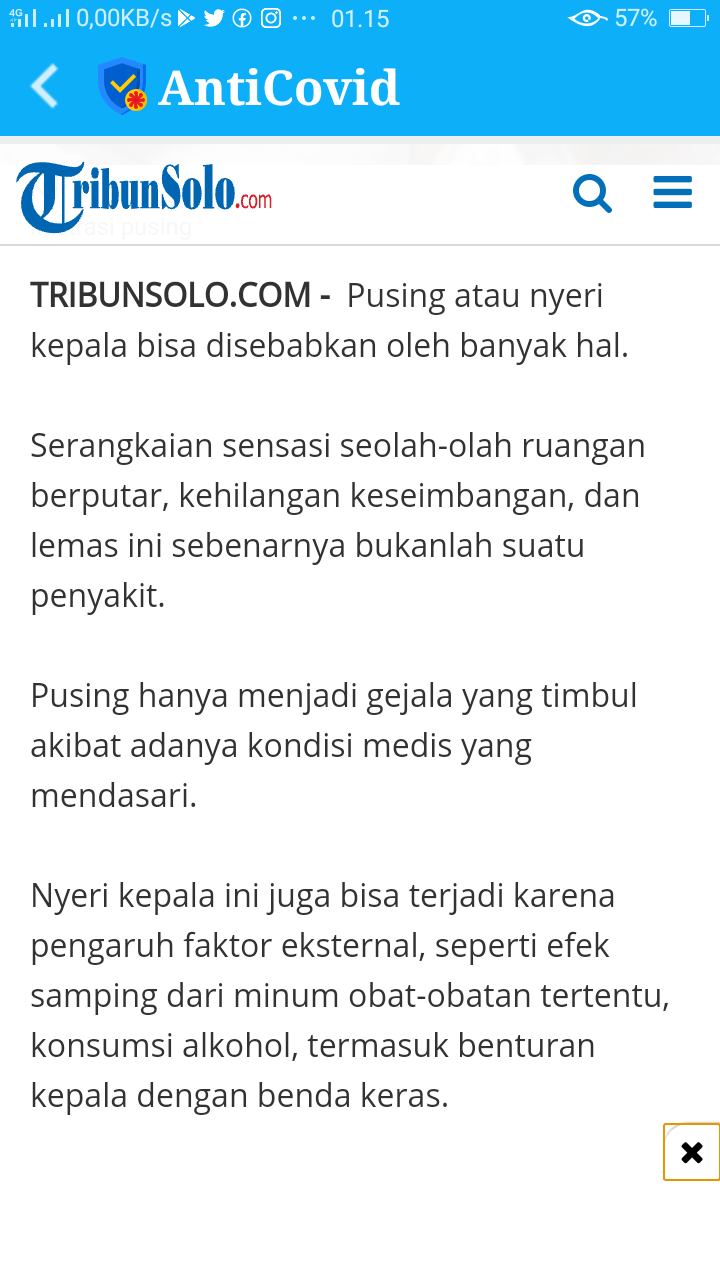 4G 0,00KB/s ... 01.15 57%
AntiCovid
TribunSolo.com
asi pusing
TRIBUNSOLO.COM - Pusing atau nyeri
kepala bisa disebabkan oleh banyak hal.
Serangkaian sensasi seolah-olah ruangan
berputar, kehilangan keseimbangan, dan
lemas ini sebenarnya bukanlah suatu
penyakit.
Pusing hanya menjadi gejala yang timbul
akibat adanya kondisi medis yang
mendasari.
Nyeri kepala ini juga bisa terjadi karena
pengaruh faktor eksternal, seperti efek
samping dari minum obat-obatan tertentu,
konsumsi alkohol, termasuk benturan
kepala dengan benda keras.